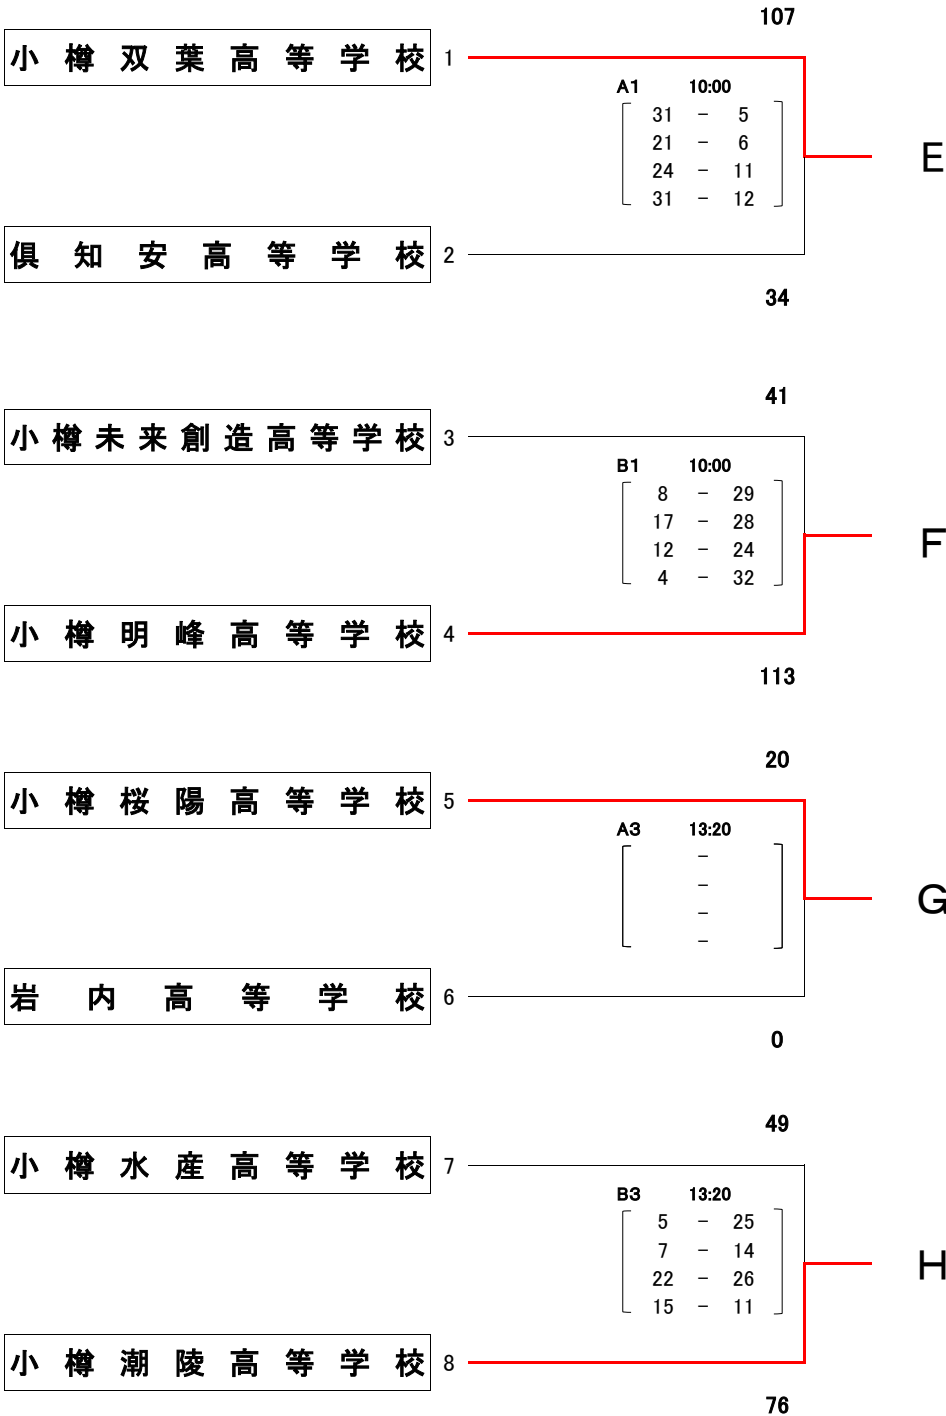 107
小樽双葉高等学校 1
A1 10:00
31 - 5
21 - 6
24 - 11
31 - 12
E
倶知安高等学校 2
34
41
小樽未来創造高等学校 3
B1 10:00
8 - 29
17 - 28
12 - 24
4 - 32
F
小樽明峰高等学校 4
113
20
小樽桜陽高等学校 5
A3 13:20
-
-
-
-
G
岩内高等学校 6
0
49
小樽水産高等学校 7
B3 13:20
5 - 25
7 - 14
22 - 26
15 - 11
H
小樽潮陵高等学校 8
76